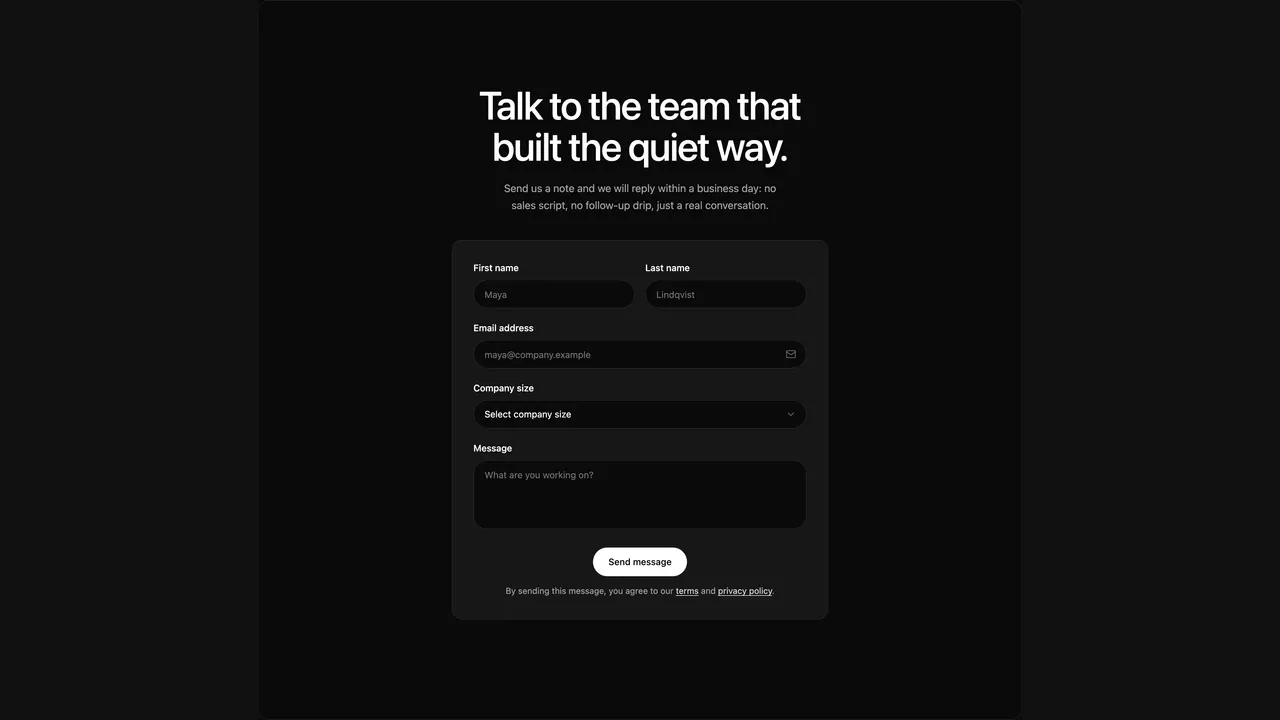 Talk to the team that
built the quiet way.
Send us a note and we will reply within a business day: no
sales script, no follow-up drip, just a real conversation.
First name
Last name
Maya
Lindqvist
Email address
maya@company.example
Company size
Select company size
Message
What are you working on?
Send message
By sending this message, you agree to our terms and privacy policy.